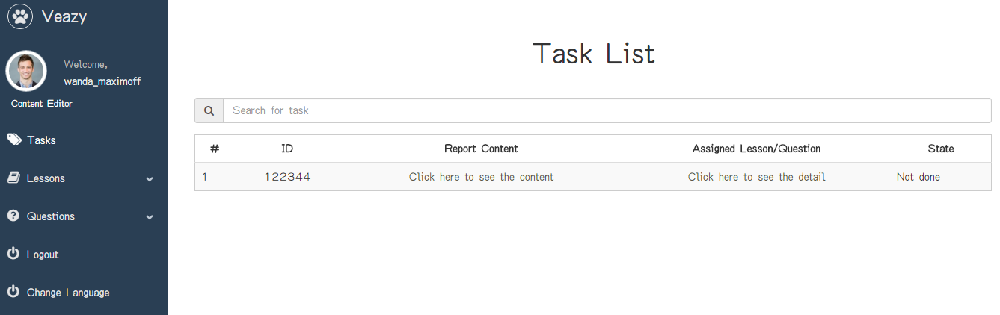 Veazy
Welcome,
wanda_maximoff
Content Editor
Tasks
Lessons
Questions
Logout
Change Language
Task List
Search for task
# ID Report Content Assigned Lesson/Question State
1 122344 Click here to see the content Click here to see the detail Not done